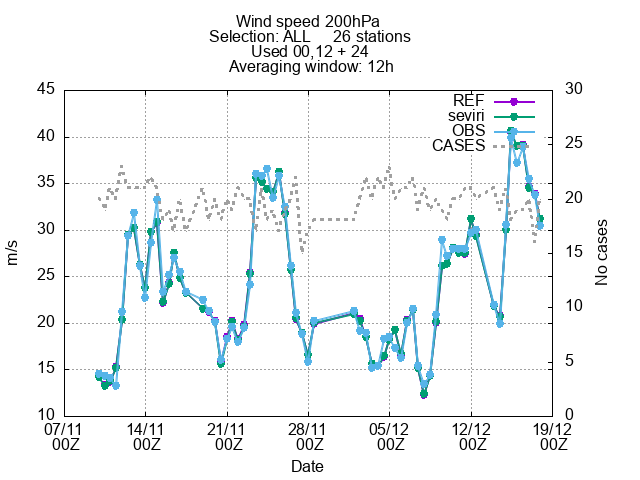 Wind speed 200hPa
Selection: ALL 26 stations
Used 00,12 + 24
Averaging window: 12h
45
40
35
30
25
20
15
10
m/s
30
25
20
15
10
5
0
No cases
REF
seviri
OBS
CASES
07/11 14/11 21/11 28/11 05/12 12/12 19/12
00Z 00Z 00Z 00Z 00Z 00Z 00Z
Date